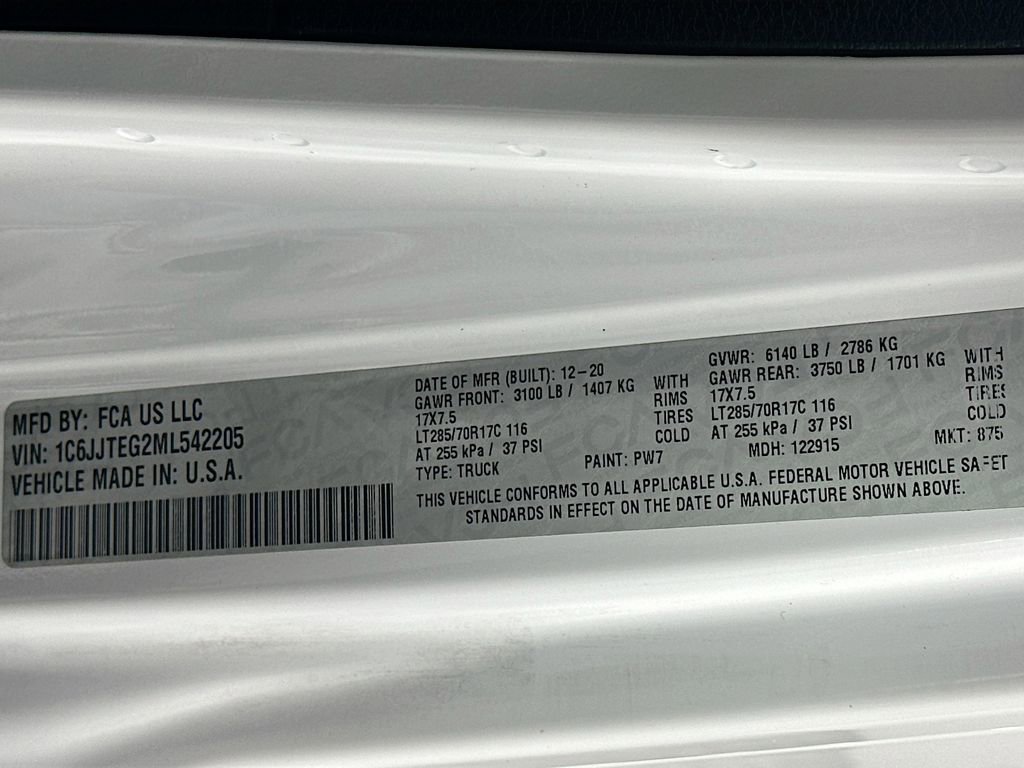 MFD BY: FCA US LLC
VIN: 1C6JJTEG2ML542205
VEHICLE MADE IN: U.S.A.
DATE OF MFR (BUILT): 12-20
GAWR FRONT: 3100 LB / 1407 KG WITH
17X7.5 RIMS
LT285/70R17C 116 TIRES
AT 255 kPa / 37 PSI COLD
TYPE: TRUCK PAINT: PW7
GVWR: 6140 LB / 2786 KG
GAWR REAR: 3750 LB / 1701 KG WITH
17X7.5 RIMS
LT285/70R17C 116 TIRES
AT 255 kPa / 37 PSI COLD
MDH: 122915 MKT: 875
THIS VEHICLE CONFORMS TO ALL APPLICABLE U.S.A. FEDERAL MOTOR VEHICLE SAFET
STANDARDS IN EFFECT ON THE DATE OF MANUFACTURE SHOWN ABOVE.